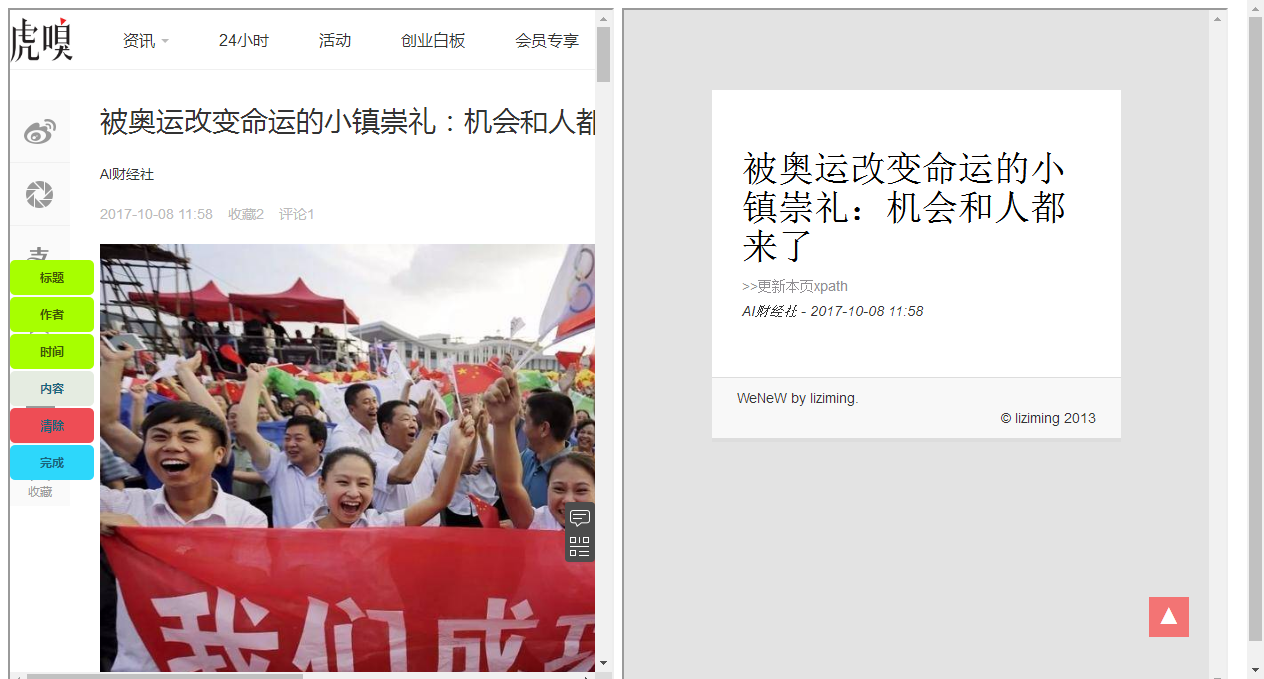 虎嗅
资讯
24小时
活动
创业白板
会员专享
被奥运改变命运的小镇崇礼：机会和人都
AI财经社
2017-10-08 11:58 收藏2 评论1
标题
作者
时间
内容
清除
完成
收藏
我们成功
被奥运改变命运的小
镇崇礼：机会和人都
来了
>>更新本页xpath
AI财经社 - 2017-10-08 11:58
WeNeW by liziming.
© liziming 2013